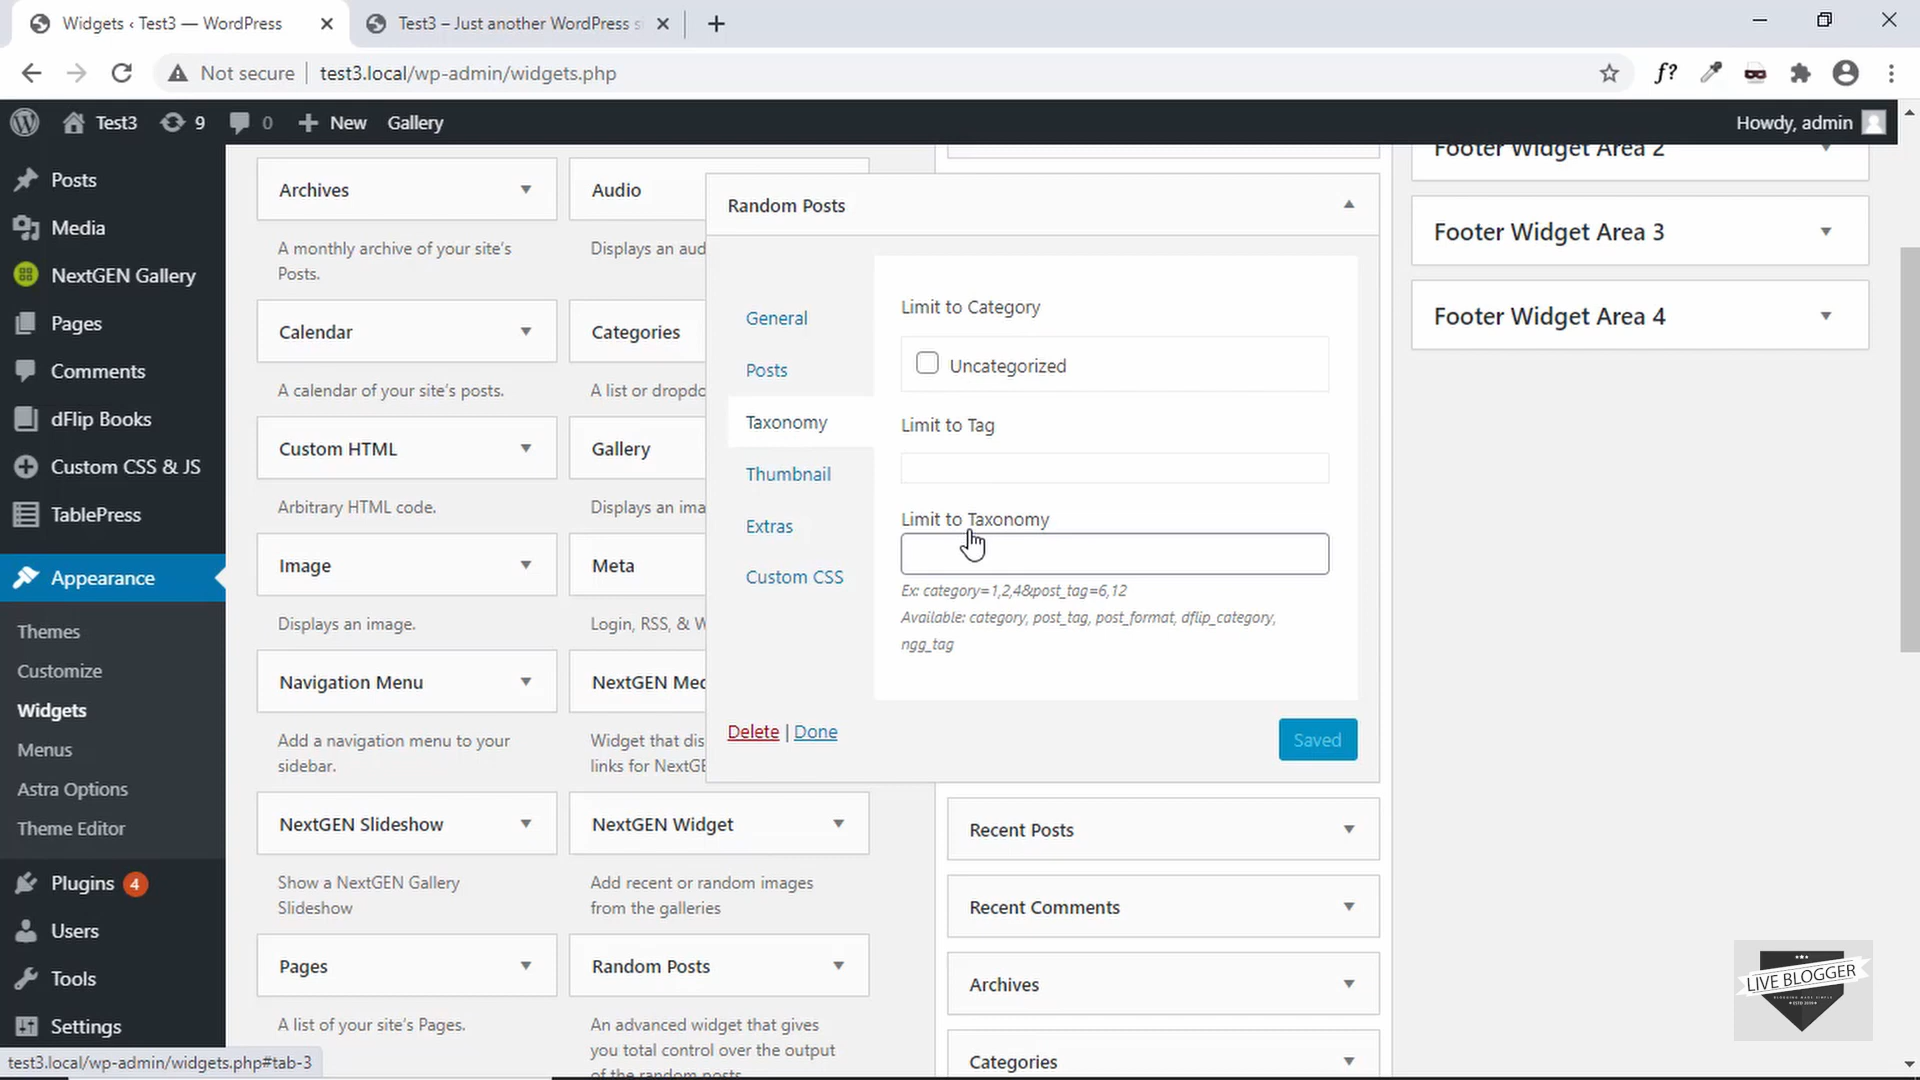 Widgets ‹ Test3 — WordPress
Test3 – Just another WordPress s
Not secure
test3.local/wp-admin/widgets.php
f?
Test3
9
0
New
Gallery
Howdy, admin
Posts
Media
NextGEN Gallery
Pages
Comments
dFlip Books
Custom CSS & JS
TablePress
Appearance
Themes
Customize
Widgets
Menus
Astra Options
Theme Editor
Plugins 4
Users
Tools
Settings
test3.local/wp-admin/widgets.php#tab-3
Archives
A monthly archive of your site's
Posts.
Calendar
A calendar of your site's posts.
Custom HTML
Arbitrary HTML code.
Image
Displays an image.
Navigation Menu
Add a navigation menu to your
sidebar.
NextGEN Slideshow
Show a NextGEN Gallery
Slideshow
Pages
A list of your site's Pages.
Audio
Displays an aud
Categories
A list or dropdo
Gallery
Displays an ima
Meta
Login, RSS, & W
NextGEN Med
Widget that dis
links for NextGE
NextGEN Widget
Add recent or random images
from the galleries
Random Posts
An advanced widget that gives
you total control over the output
of the random posts
Random Posts
General
Posts
Taxonomy
Thumbnail
Extras
Custom CSS
Limit to Category
Uncategorized
Limit to Tag
Limit to Taxonomy
Ex: category=1,2,4&post_tag=6,12
Available: category, post_tag, post_format, dflip_category,
ngg_tag
Delete | Done
Saved
Recent Posts
Recent Comments
Archives
Categories
Footer Widget Area 2
Footer Widget Area 3
Footer Widget Area 4
LIVE BLOGGER